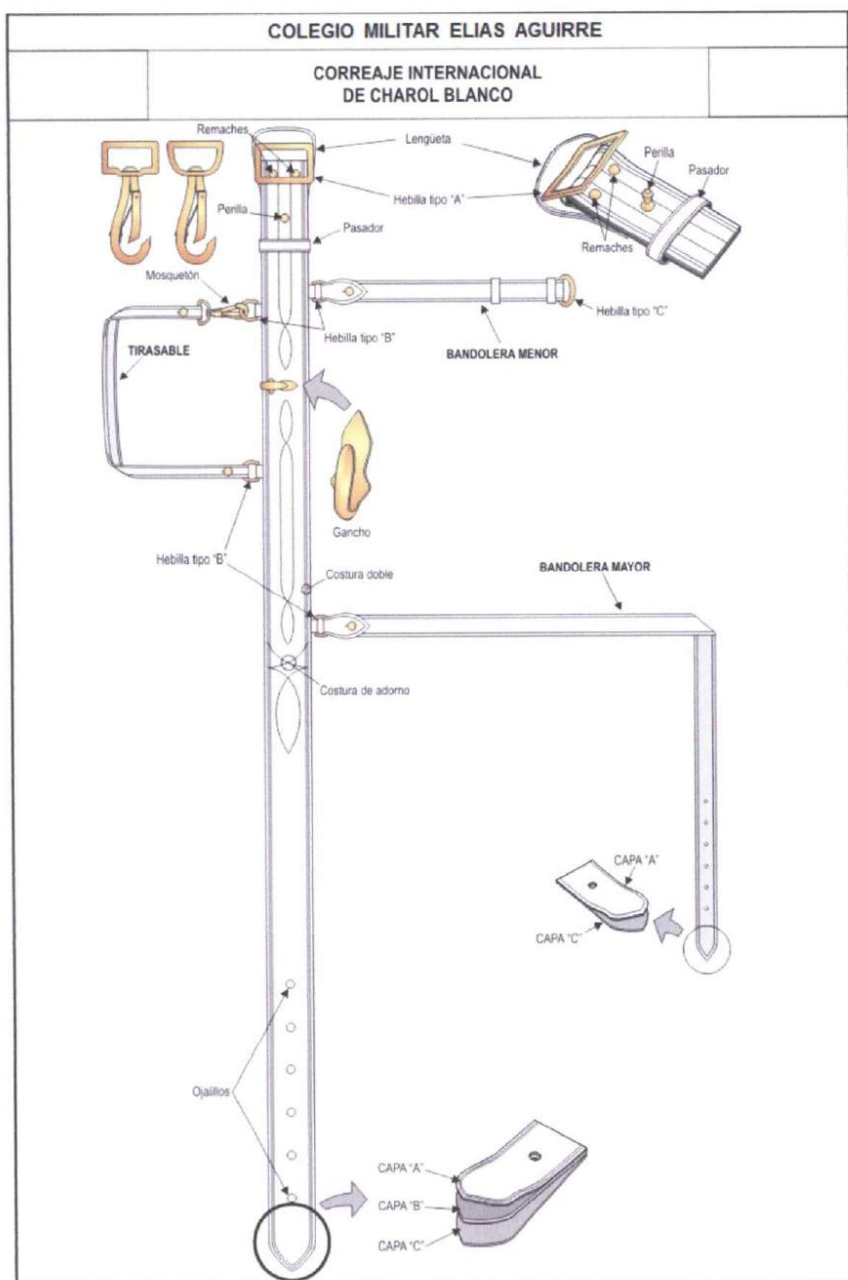 COLEGIO MILITAR ELIAS AGUIRRE
CORREAJE INTERNACIONAL
DE CHAROL BLANCO
Remaches
Lengüeta
Perilla
Pasador
Hebilla tipo "A"
Perilla
Pasador
Remaches
Mosquetón
Hebilla tipo "B"
Hebilla tipo "C"
TIRASABLE
BANDOLERA MENOR
Gancho
Hebilla tipo "B"
Costura doble
BANDOLERA MAYOR
Costura de adorno
CAPA "A"
CAPA "C"
Ojalillos
CAPA "A"
CAPA "B"
CAPA "C"